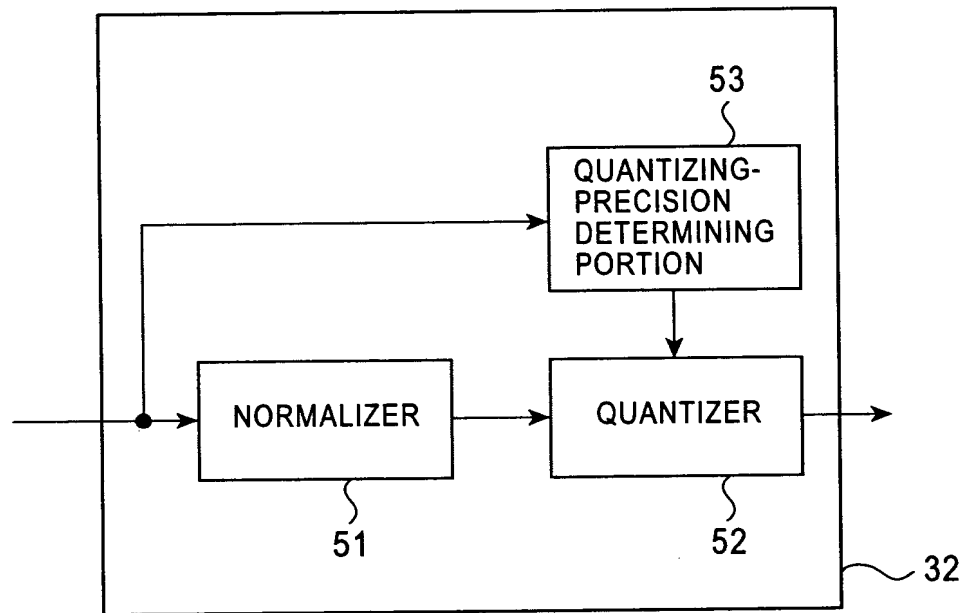 53
QUANTIZING-
PRECISION
DETERMINING
PORTION
NORMALIZER
QUANTIZER
51
52
32